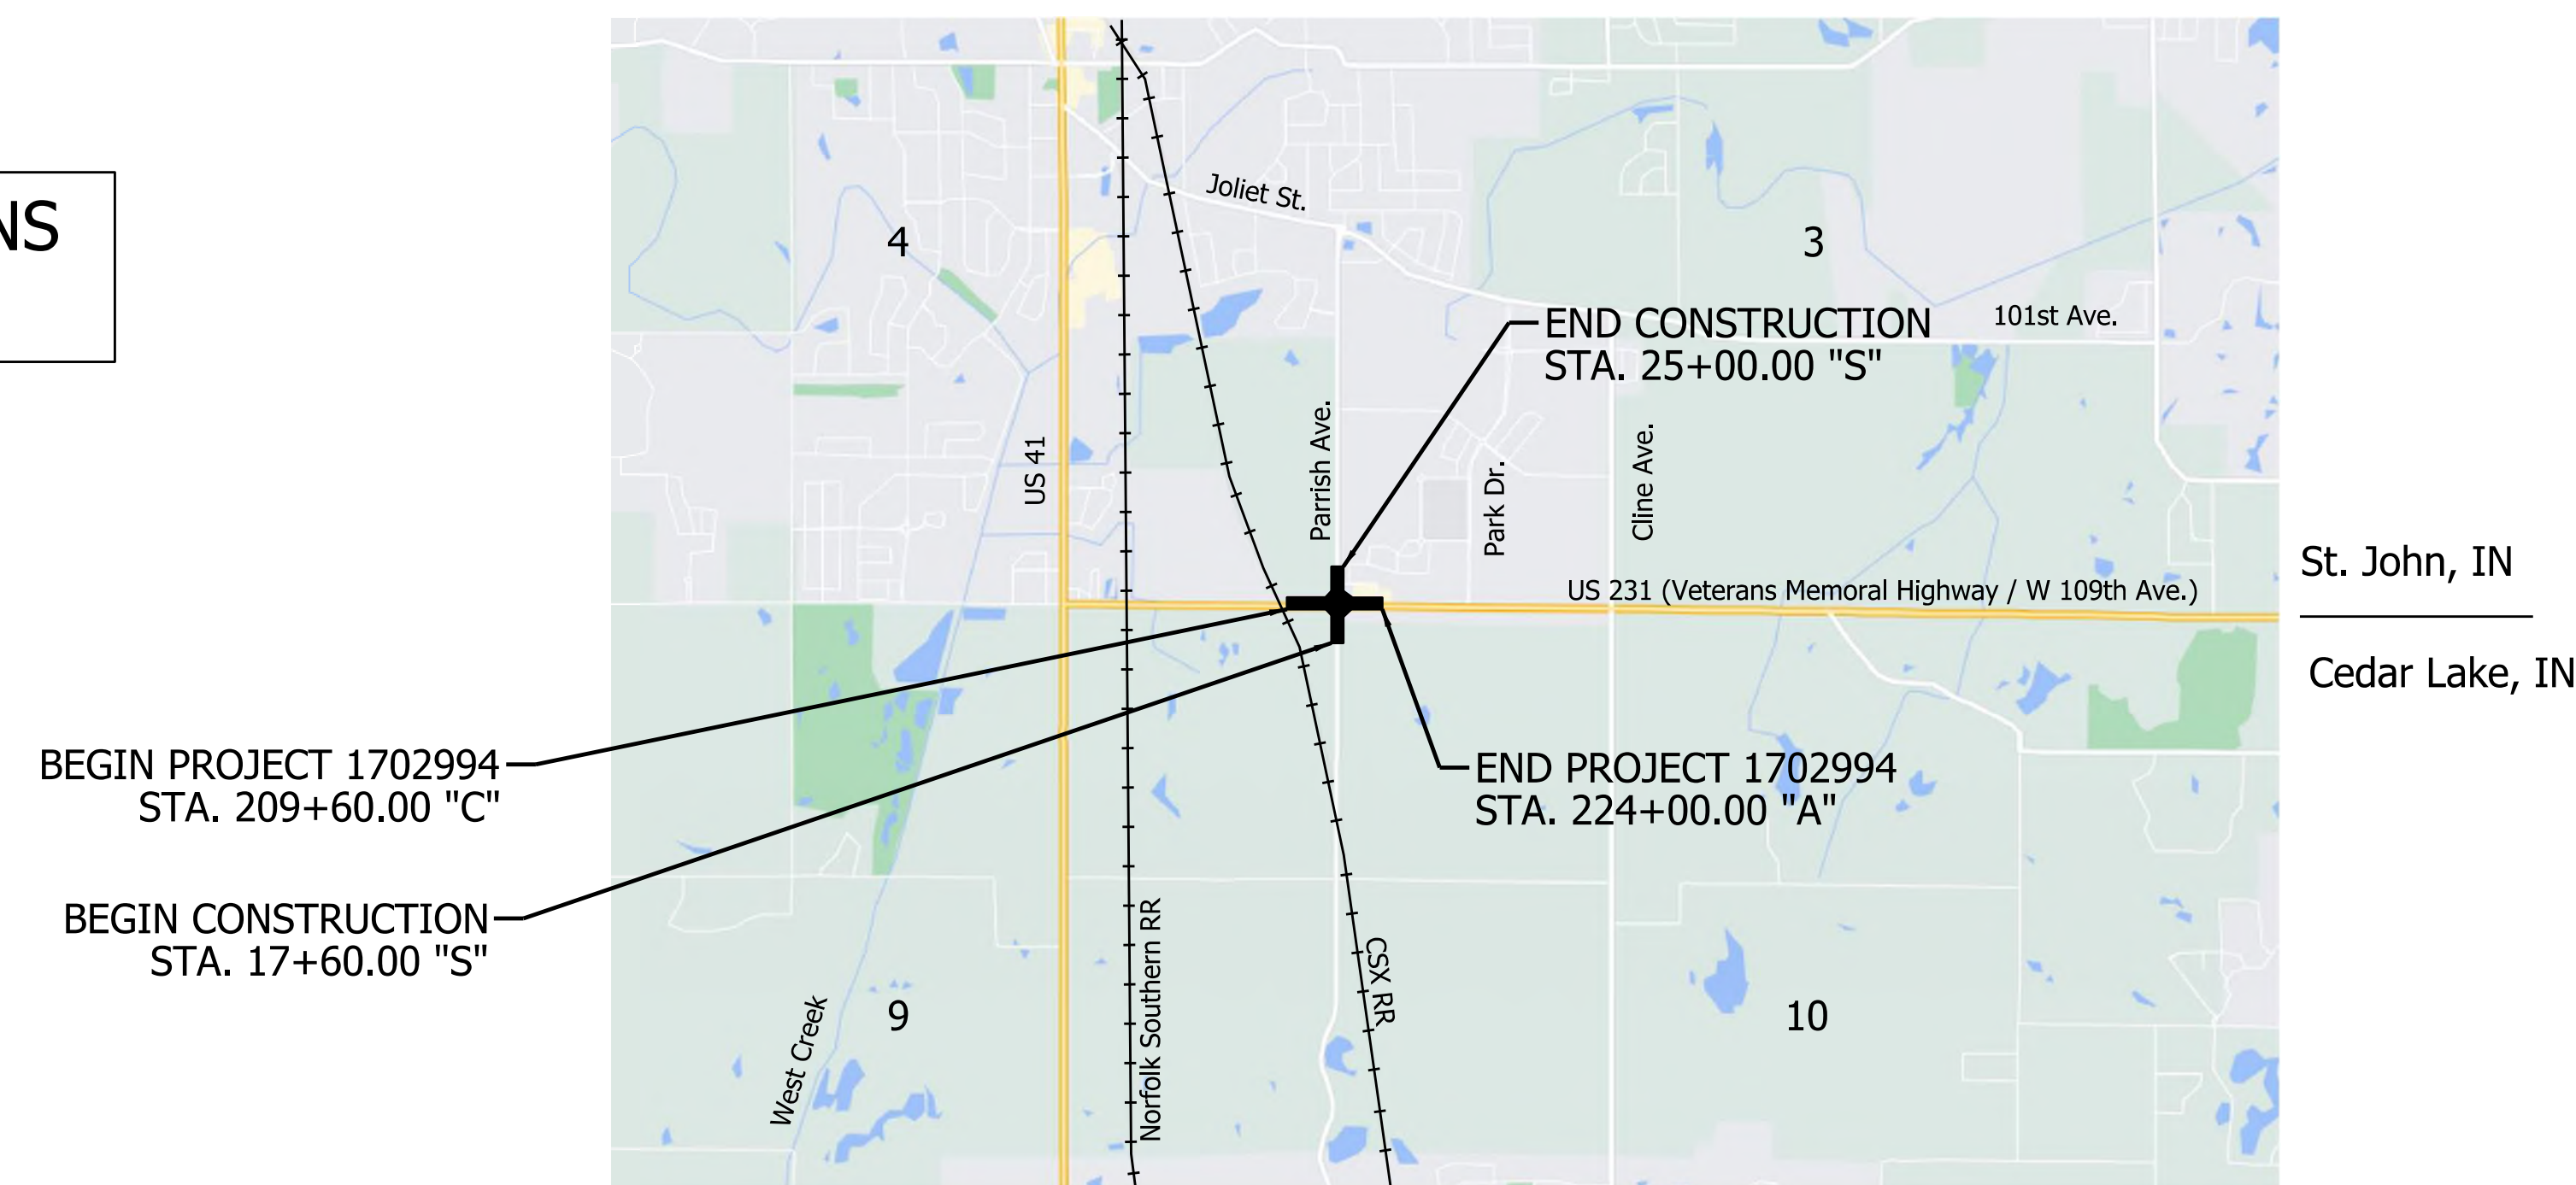 NS
Joliet St.
4
3
END CONSTRUCTION
STA. 25+00.00 "S"
101st Ave.
US 41
Parrish Ave.
Park Dr.
Cline Ave.
US 231 (Veterans Memoral Highway / W 109th Ave.)
St. John, IN
Cedar Lake, IN
BEGIN PROJECT 1702994
STA. 209+60.00 "C"
END PROJECT 1702994
STA. 224+00.00 "A"
BEGIN CONSTRUCTION
STA. 17+60.00 "S"
West Creek
9
Norfolk Southern RR
CSX RR
10